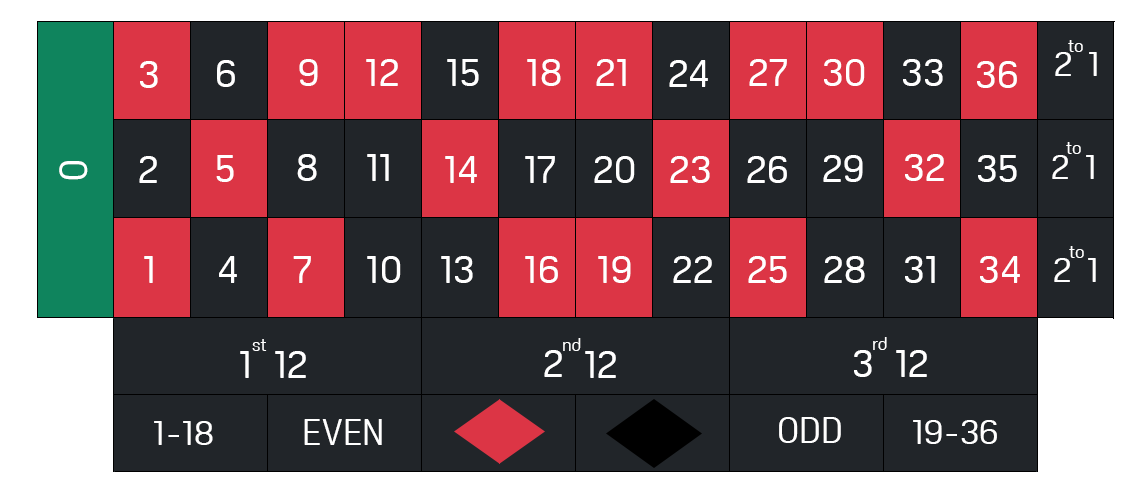 3 6 9 12 15 18 21 24 27 30 33 36 2 to 1
0 2 5 8 11 14 17 20 23 26 29 32 35 2 to 1
1 4 7 10 13 16 19 22 25 28 31 34 2 to 1
1st 12 2nd 12 3rd 12
1-18 EVEN ODD 19-36